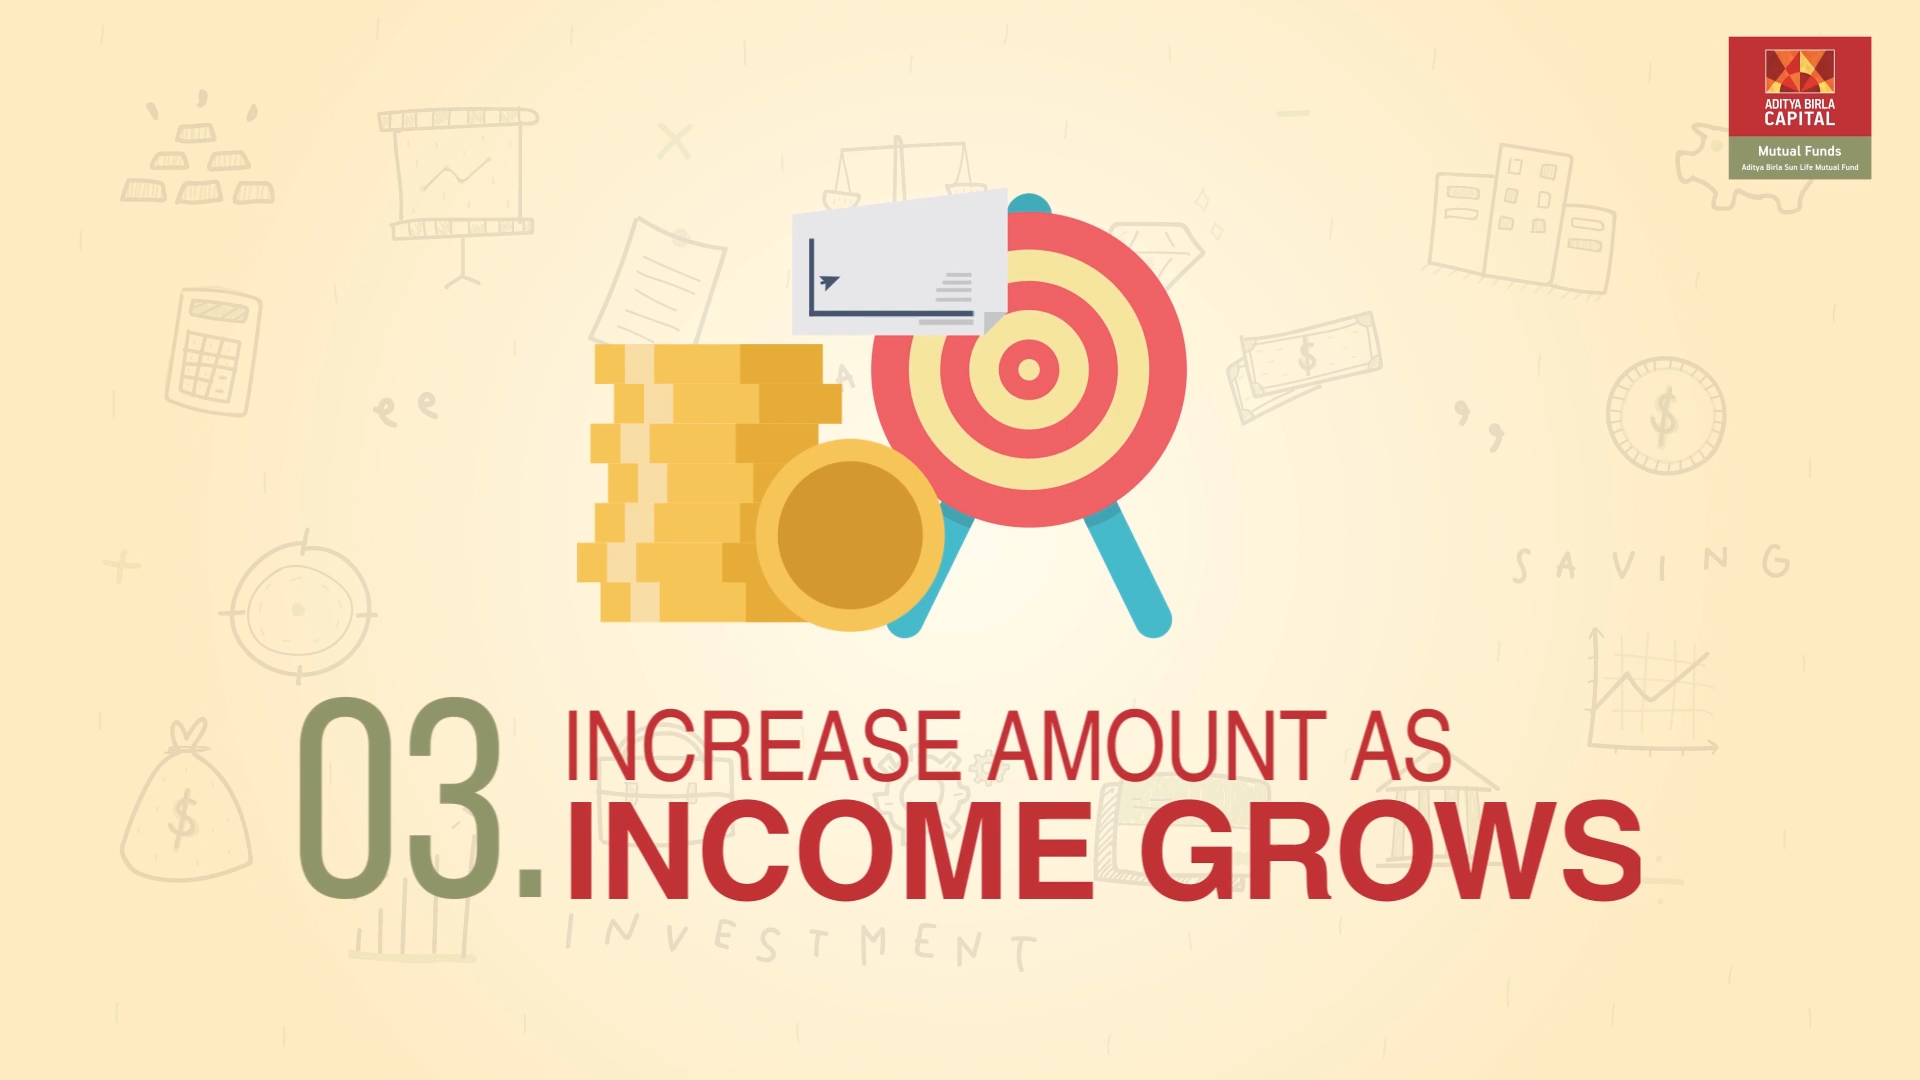 ADITYA BIRLA
CAPITAL
Mutual Funds
Aditya Birla Sun Life Mutual Fund
SAVING
03.
INCREASE AMOUNT AS
INCOME GROWS
INVESTMENT